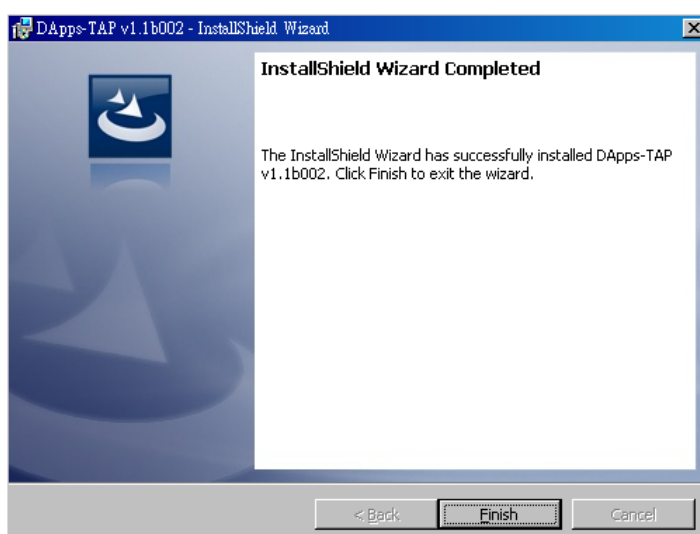 DApps-TAP v1.1b002 - InstallShield Wizard
InstallShield Wizard Completed
The InstallShield Wizard has successfully installed DApps-TAP
v1.1b002. Click Finish to exit the wizard.
< Back
Finish
Cancel